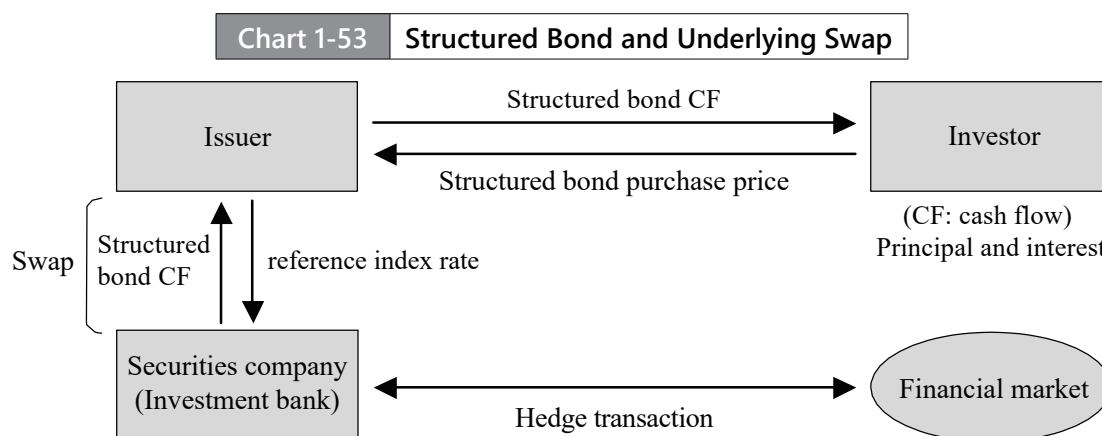 Chart 1-53 Structured Bond and Underlying Swap
Structured bond CF
Issuer
Investor
Structured bond purchase price
(CF: cash flow)
Principal and interest
Swap
Structured
bond CF
reference index rate
Securities company
(Investment bank)
Financial market
Hedge transaction